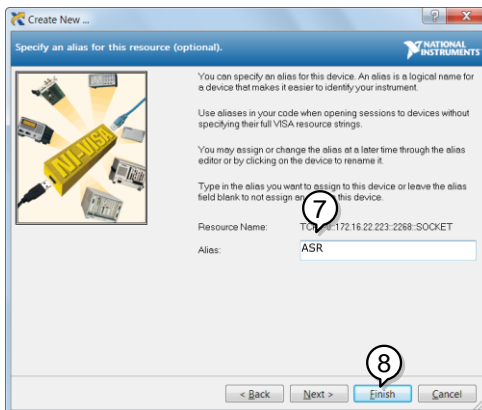 Create New ...
Specify an alias for this resource (optional).
NATIONAL
INSTRUMENTS
You can specify an alias for this device. An alias is a logical name for
a device that makes it easier to identify your instrument.
Use aliases in your code when opening sessions to devices without
specifying their full VISA resource strings.
You may assign or change the alias at a later time through the alias
editor or by clicking on the device to rename it.
Type in the alias you want to assign to this device or leave the alias
field blank to not assign an this device.
NI-VISA
7
Resource Name: 172.16.22.223::2268::SOCKET
Alias: ASR
8
< Back Next > Finish Cancel